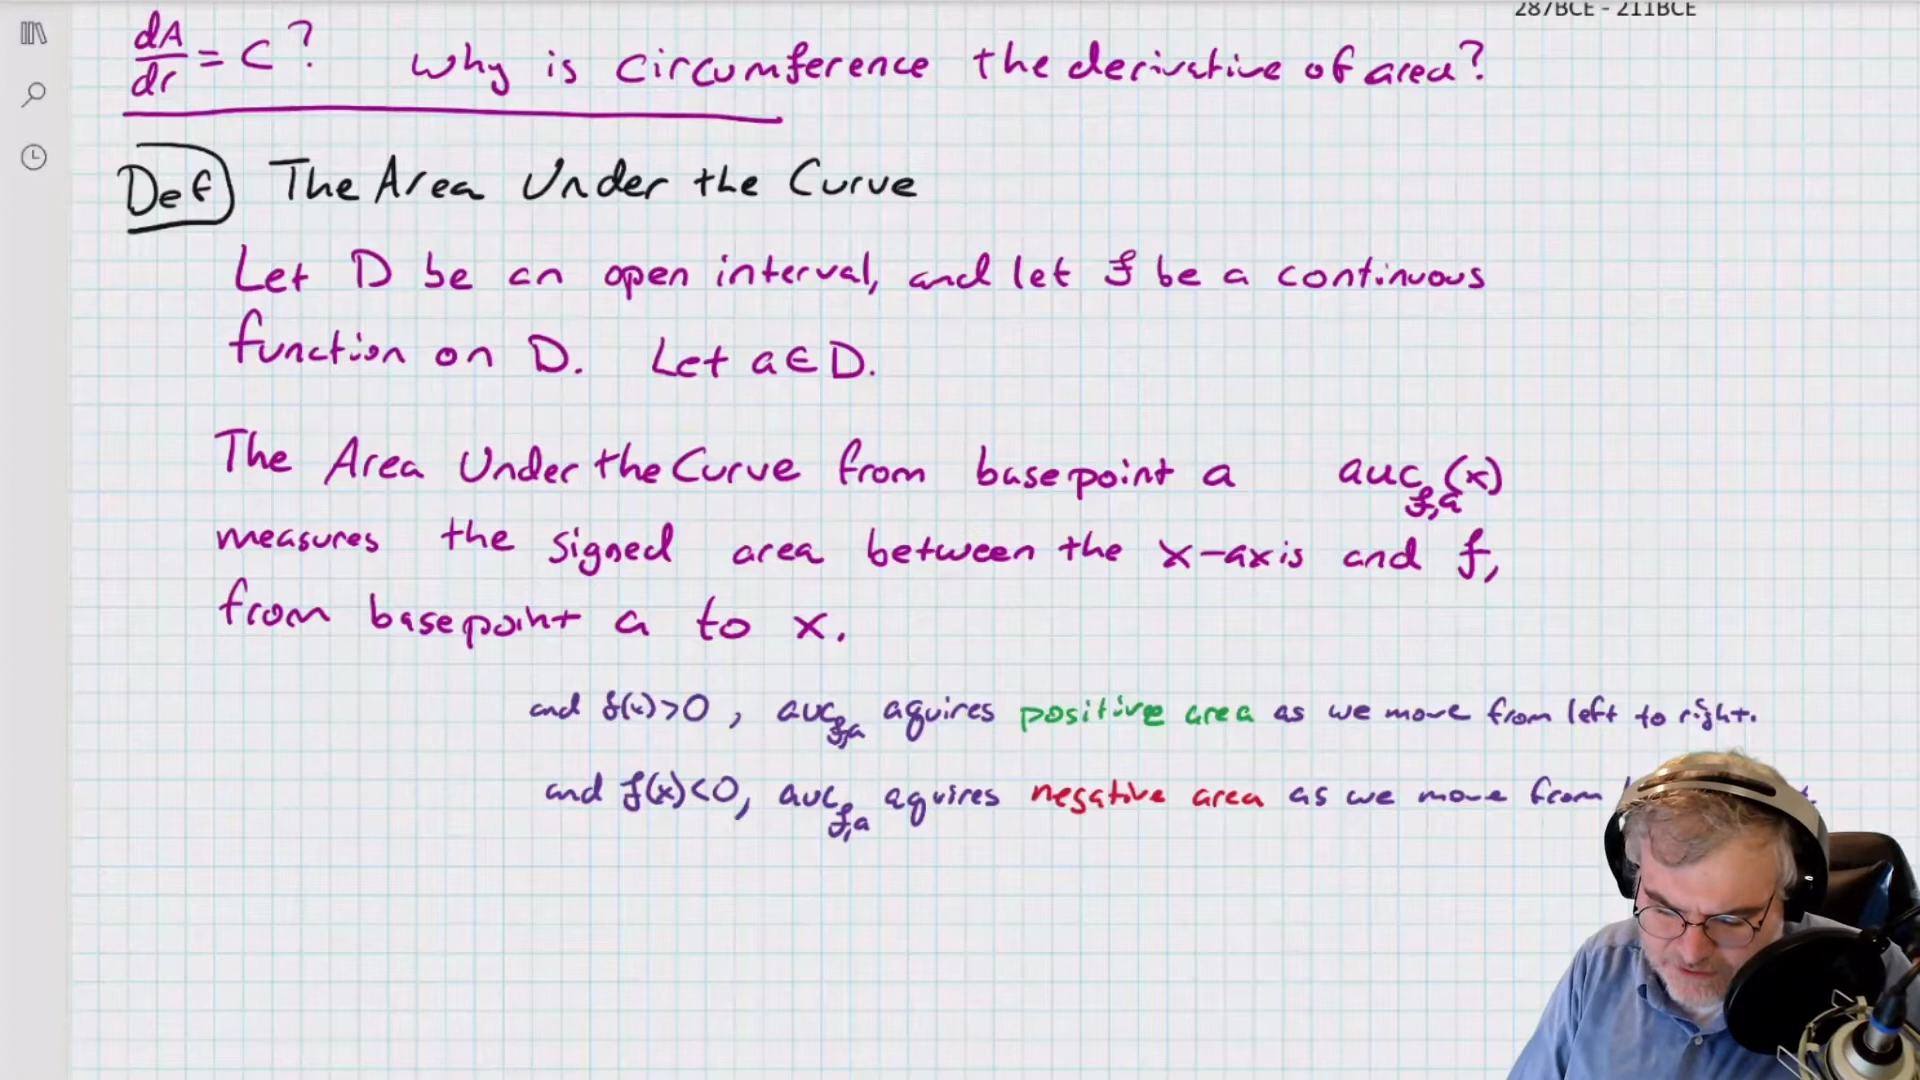 287BCE - 211BCE
dA/dr = C? Why is circumference the derivative of area?
Def The Area Under the Curve
Let D be an open interval, and let f be a continuous
function on D. Let a∈D.
The Area Under the Curve from basepoint a auc_f,a(x)
measures the signed area between the x-axis and f,
from basepoint a to x.
and f(x)>0, auc_f,a aquires positive area as we move from left to right.
and f(x)<0, auc_f,a aquires negative area as we move from